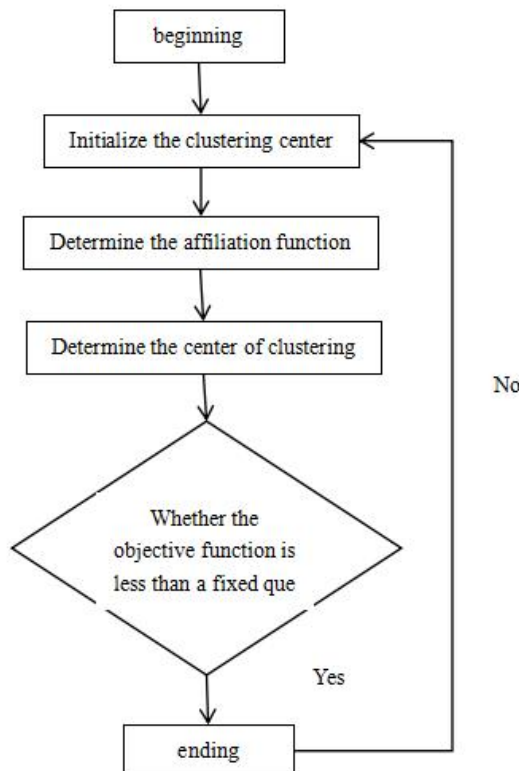 beginning
Initialize the clustering center
Determine the affiliation function
Determine the center of clustering
No
Whether the
objective function is
less than a fixed que
Yes
ending